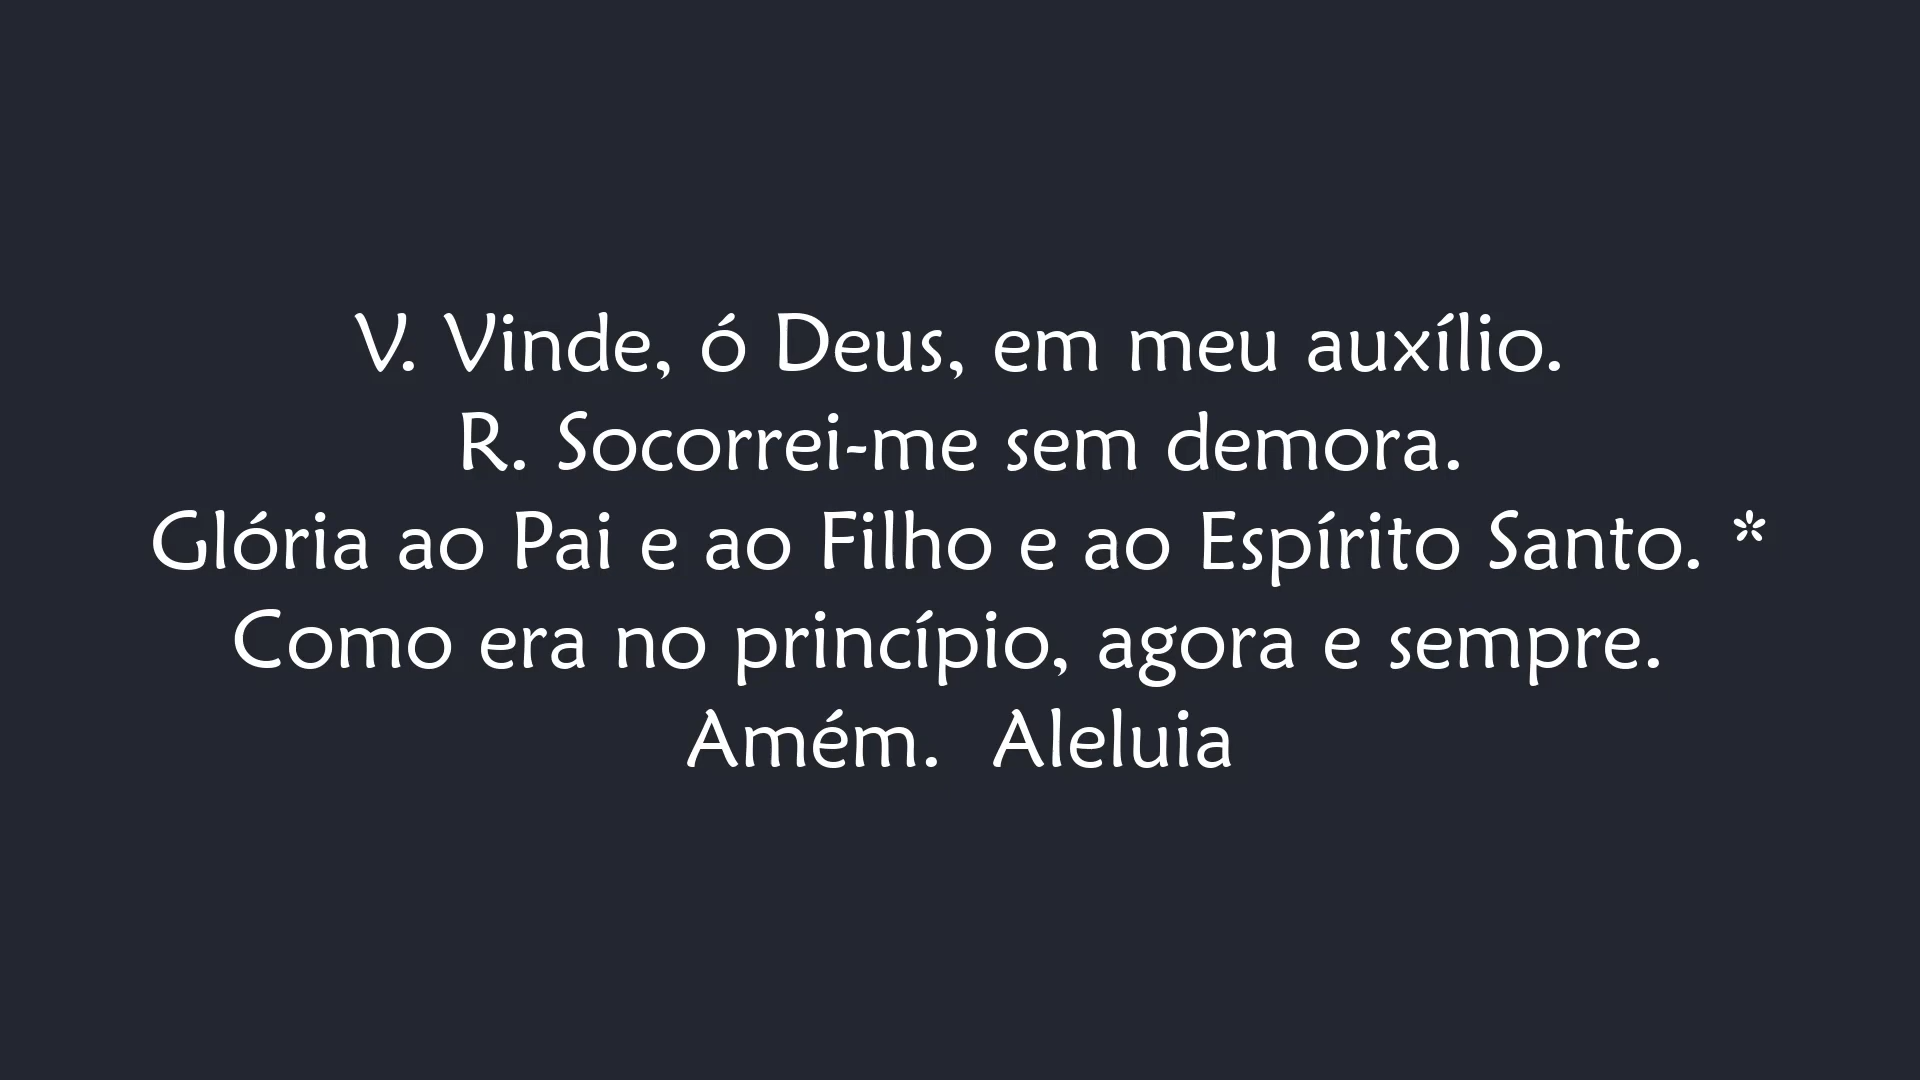 V. Vinde, ó Deus, em meu auxílio.
R. Socorrei-me sem demora.
Glória ao Pai e ao Filho e ao Espírito Santo. *
Como era no princípio, agora e sempre.
Amém.  Aleluia